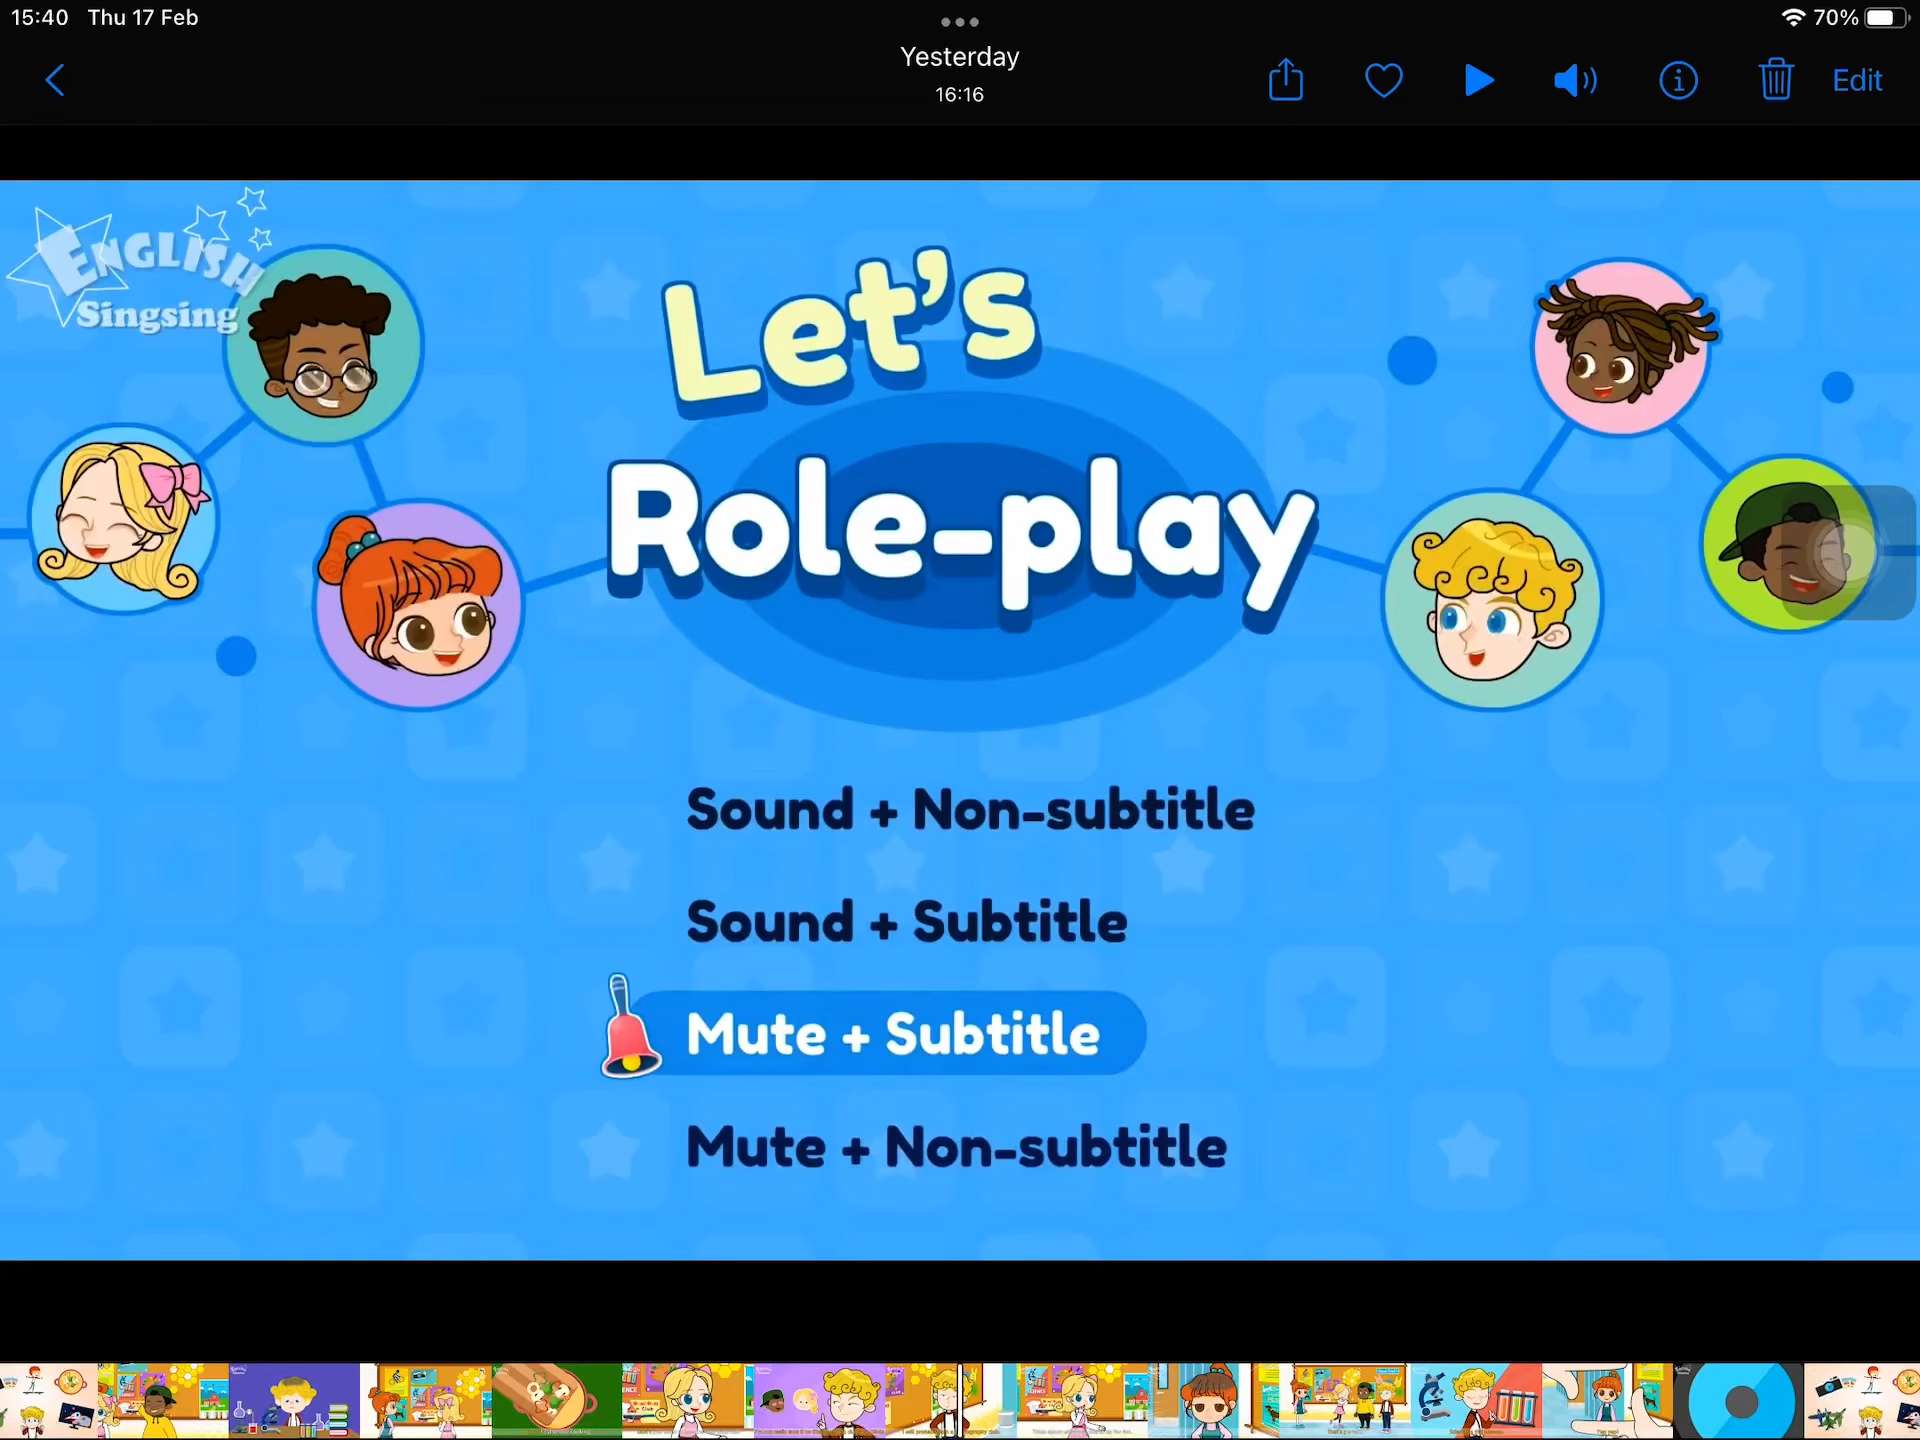 15:40 Thu 17 Feb
70%
Yesterday
16:16
Edit
ENGLISH
Singsing
Let's
Role-play
Sound + Non-subtitle
Sound + Subtitle
Mute + Subtitle
Mute + Non-subtitle